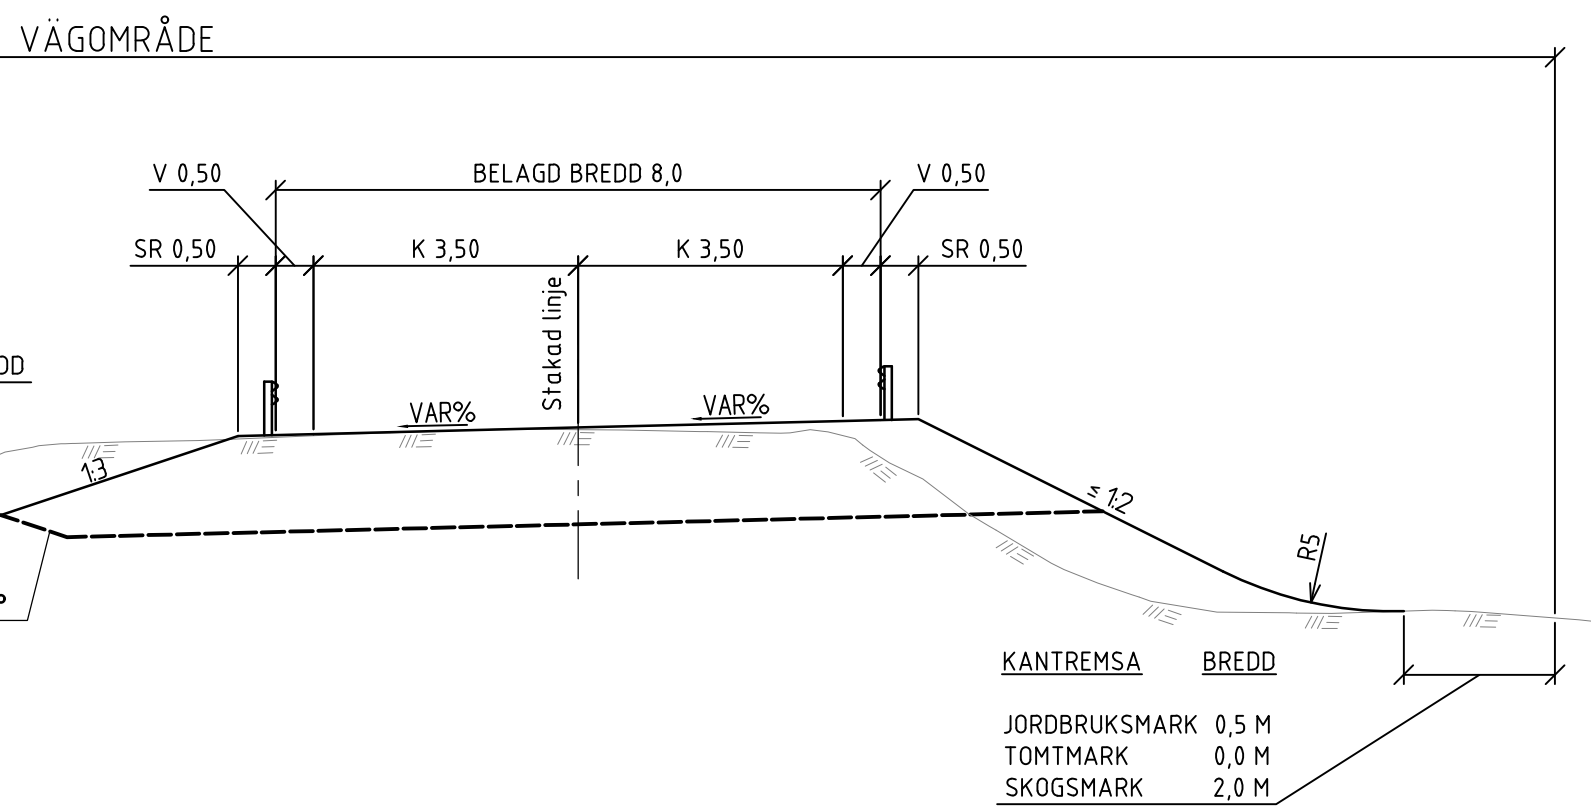 VÄGOMRÅDE
V 0,50
BELAGD BREDD 8,0
V 0,50
SR 0,50
K 3,50
K 3,50
SR 0,50
Stakad linje
OD
VAR%
VAR%
1:3
≤ 1:2
R5
KANTREMSA BREDD
JORDBRUKSMARK 0,5 M
TOMTMARK 0,0 M
SKOGSMARK 2,0 M